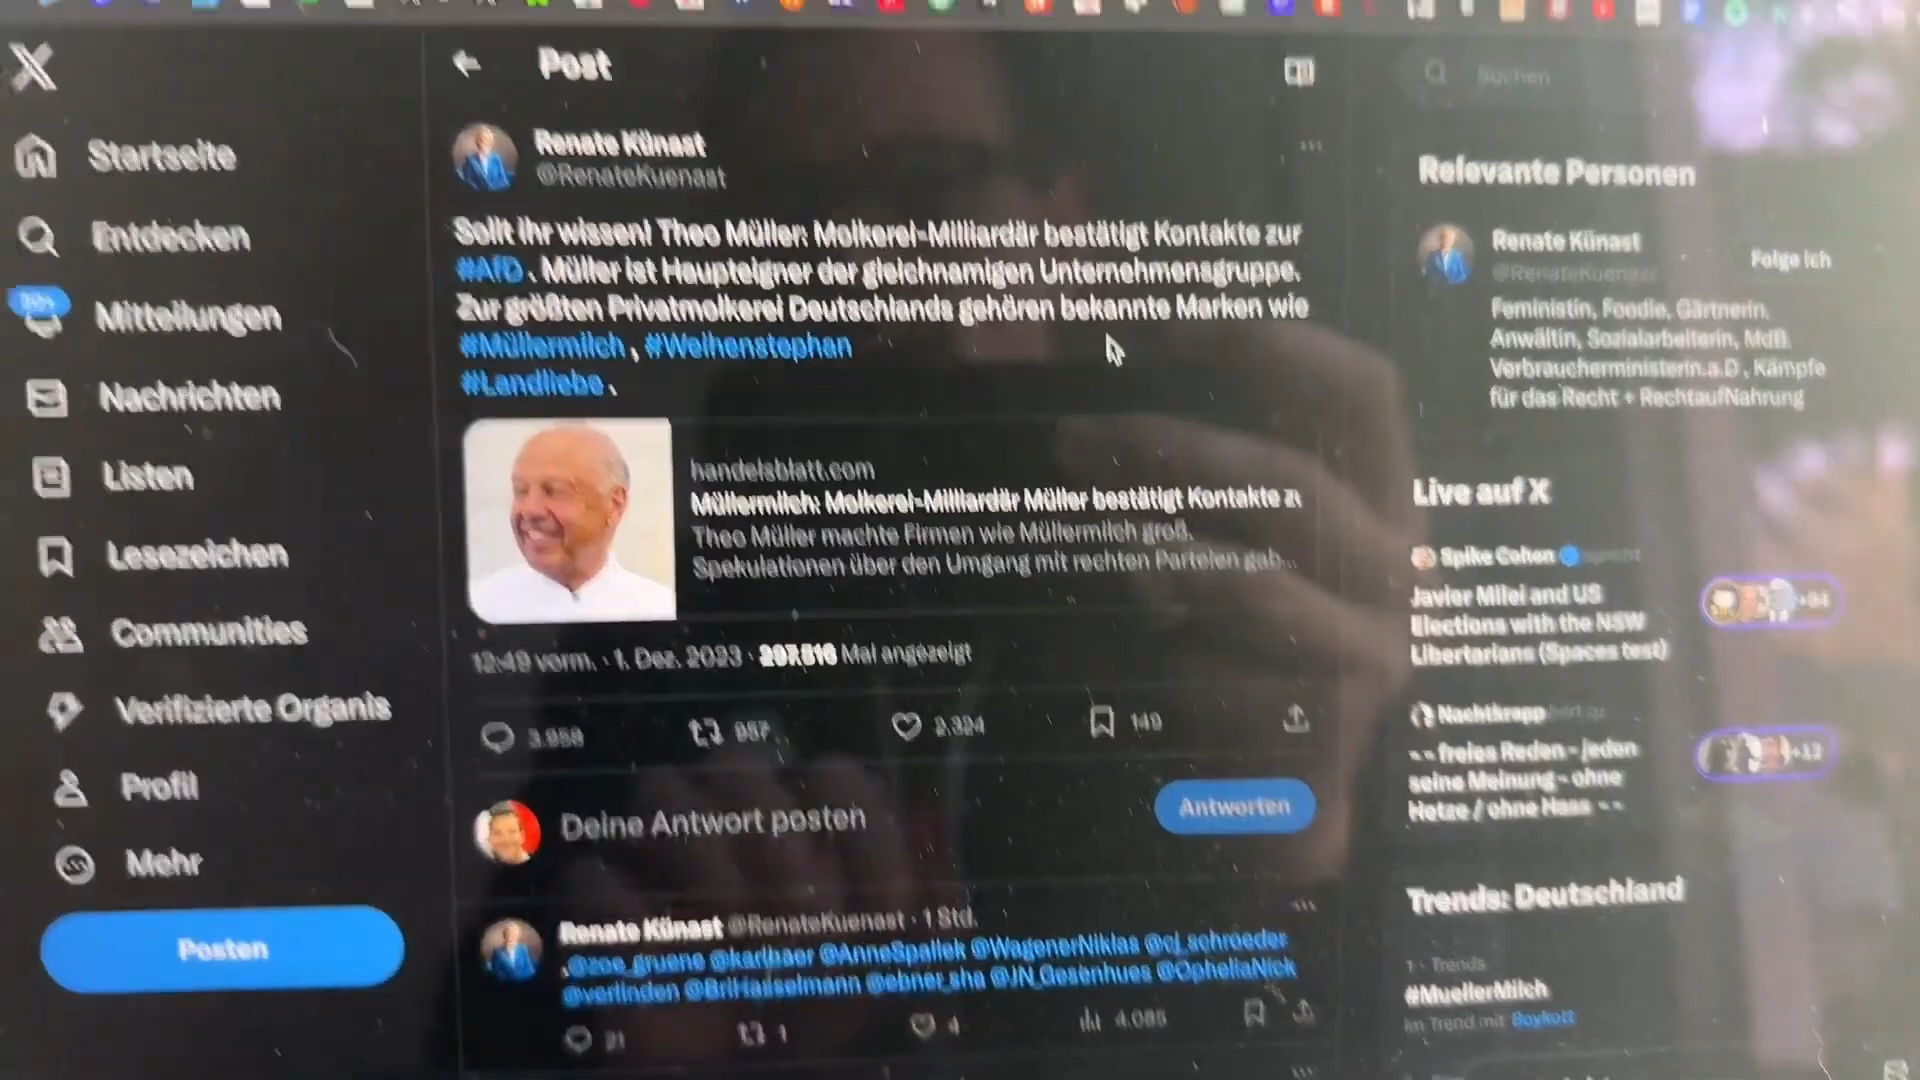 Post
Suchen
Startseite
Entdecken
Mitteilungen
Nachrichten
Listen
Lesezeichen
Communities
Verifizierte Organis
Profil
Mehr
Posten
Renate Künast
@RenateKuenast
Sollt ihr wissen! Theo Müller: Molkerei-Milliardär bestätigt Kontakte zur
#AfD . Müller ist Haupteigner der gleichnamigen Unternehmensgruppe.
Zur größten Privatmolkerei Deutschlands gehören bekannte Marken wie
#Müllermilch , #Weihenstephan
#Landliebe .
handelsblatt.com
Müllermilch: Molkerei-Milliardär Müller bestätigt Kontakte zu
Theo Müller machte Firmen wie Müllermilch groß.
Spekulationen über den Umgang mit rechten Parteien gab...
12:49 vorm. · 1. Dez. 2023 · 297.516 Mal angezeigt
3.958 957 2.324 149
Deine Antwort posten
Antworten
Renate Künast @RenateKuenast · 1 Std.
.@zoe_gruene @karlbaer @AnneSpallek @WagenerNiklas @cj_schroeder
@verlinden @BriHasselmann @ebner_sha @JN_Gesenhues @OpheliaNick
21 1 4 4.085
Relevante Personen
Renate Künast
@RenateKuenast
Folge ich
Feministin, Foodie, Gärtnerin,
Anwältin, Sozialarbeiterin, MdB.
Verbraucherministerin.a.D , Kämpfe
für das Recht + RechtaufNahrung
Live auf X
Spike Cohen
Javier Milei and US
Elections with the NSW
Libertarians (Spaces test)
Nachtkrapp
-- freies Reden - jeden
seine Meinung - ohne
Hetze / ohne Hass --
+12
Trends: Deutschland
1 · Trends
#MuellerMilch
Im Trend mit Boykott